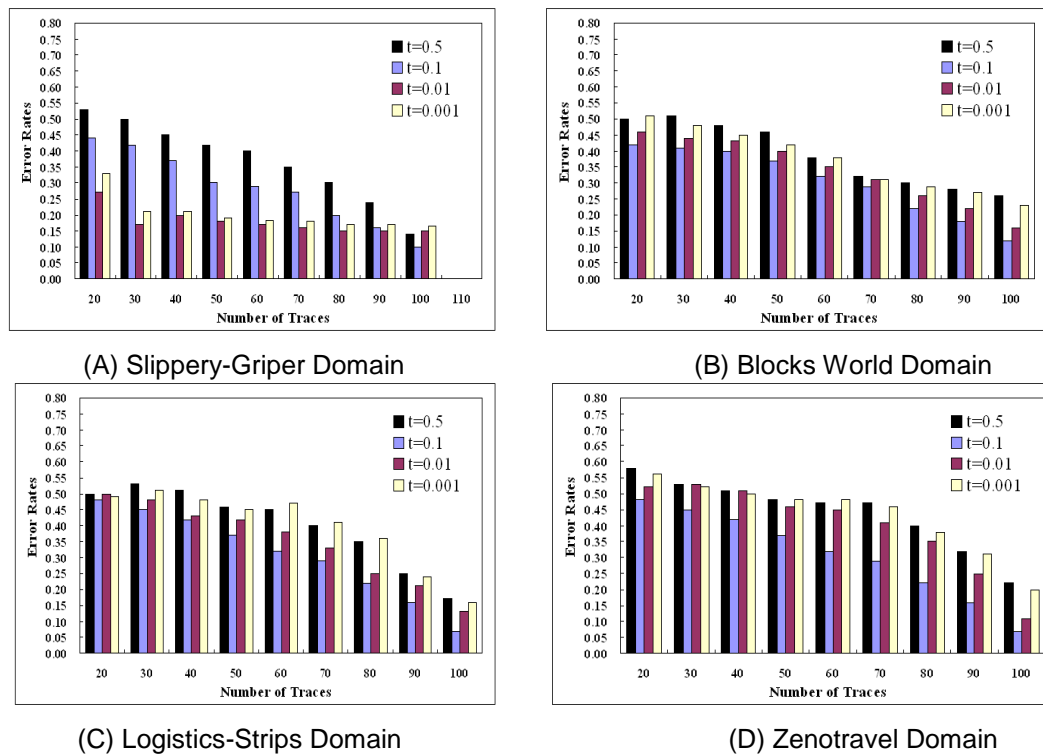 0.80
0.75
0.70
0.65
0.60
0.55
0.50
0.45
0.40
0.35
0.30
0.25
0.20
0.15
0.10
0.05
0.00
Error Rates
t=0.5
t=0.1
t=0.01
t=0.001
20 30 40 50 60 70 80 90 100 110
Number of Traces
(A) Slippery-Griper Domain
0.80
0.75
0.70
0.65
0.60
0.55
0.50
0.45
0.40
0.35
0.30
0.25
0.20
0.15
0.10
0.05
0.00
Error Rates
t=0.5
t=0.1
t=0.01
t=0.001
20 30 40 50 60 70 80 90 100
Number of Traces
(B) Blocks World Domain
0.80
0.75
0.70
0.65
0.60
0.55
0.50
0.45
0.40
0.35
0.30
0.25
0.20
0.15
0.10
0.05
0.00
Error Rates
t=0.5
t=0.1
t=0.01
t=0.001
20 30 40 50 60 70 80 90 100
Number of Traces
(C) Logistics-Strips Domain
0.80
0.75
0.70
0.65
0.60
0.55
0.50
0.45
0.40
0.35
0.30
0.25
0.20
0.15
0.10
0.05
0.00
Error Rates
t=0.5
t=0.1
t=0.01
t=0.001
20 30 40 50 60 70 80 90 100
Number of Traces
(D) Zenotravel Domain